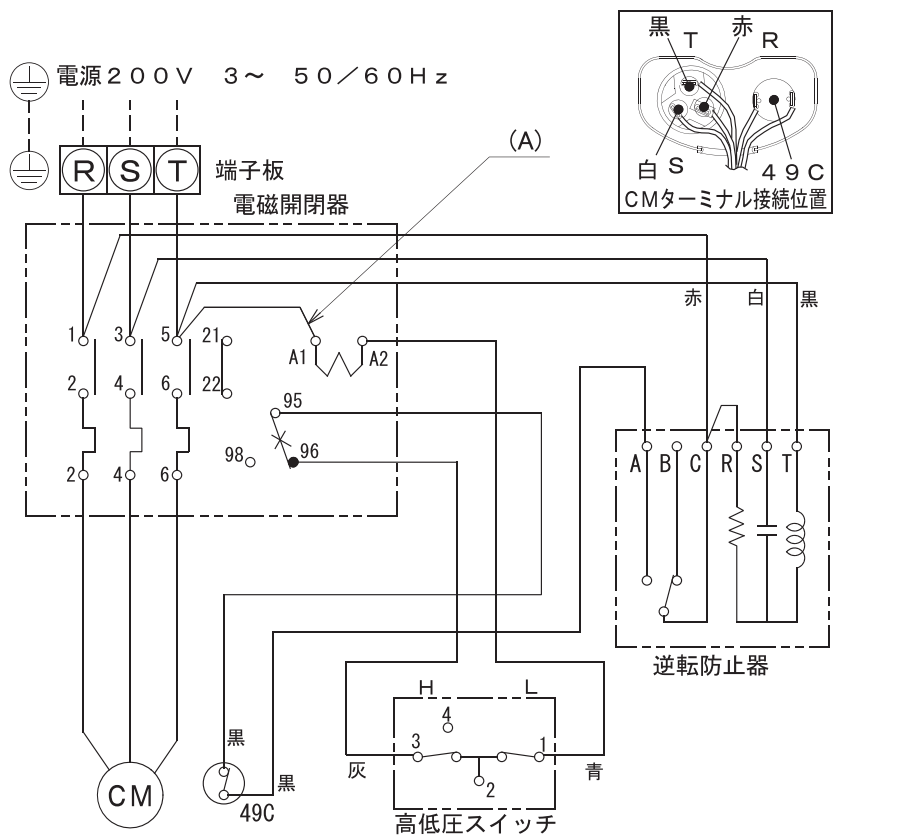 黒 T 赤 R
白 S 49C
CMターミナル接続位置
電源200V 3～ 50／60Hz
R S T 端子板
(A)
電磁開閉器
赤 白 黒
1 3 5 21
A1 A2
2 4 6 22
95
98 96
2 4 6
A B C R S T
逆転防止器
H L
4
3 1
2
灰 青
高低圧スイッチ
黒
黒
CM
49C